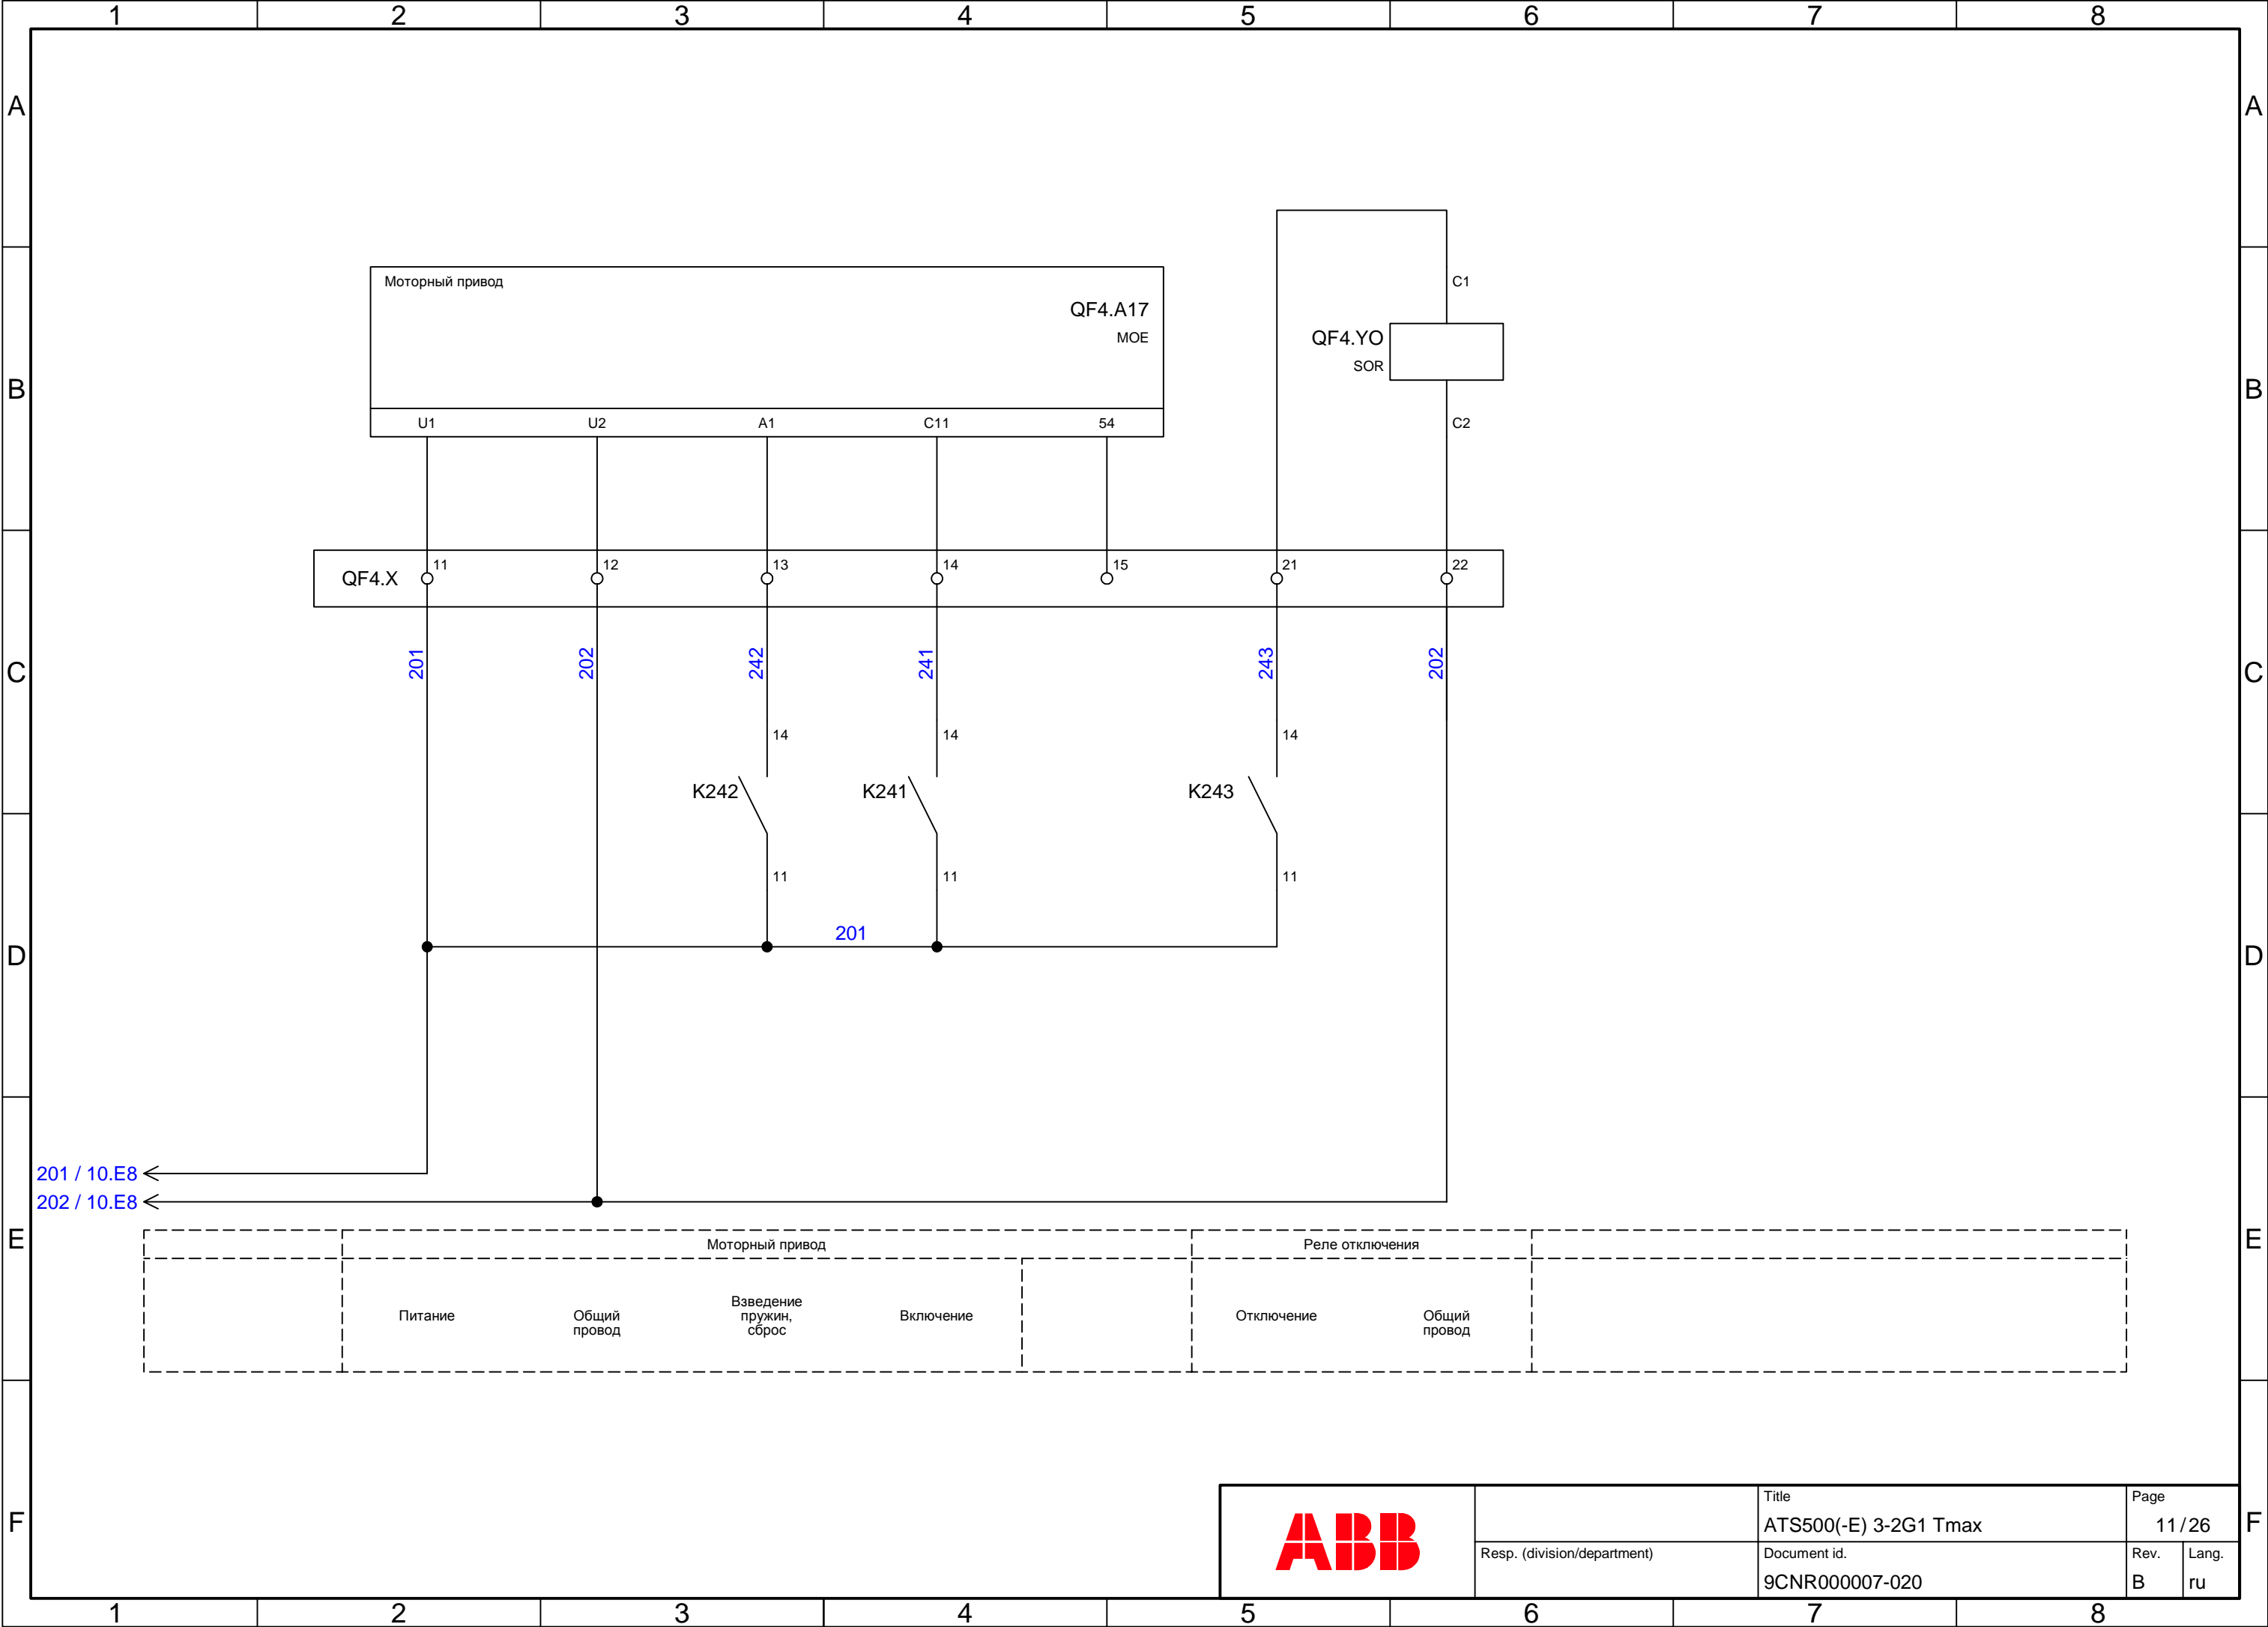 1 2 3 4 5 6 7 8
A A
Моторный привод
C1
QF4.A17
MOE
QF4.YO
SOR
B B
U1 U2 A1 C11 54
C2
QF4.X 11 12 13 14 15 21 22
201 202 242 241 243 202
C C
14 14 14
K242 K241 K243
11 11 11
201
D D
201 / 10.E8
202 / 10.E8
E E
Моторный привод Реле отключения
Питание
Общий
провод
Взведение
пружин,
сброс
Включение
Отключение
Общий
провод
F F
ABB
Title
ATS500(-E) 3-2G1 Tmax
Page
11/26
Resp. (division/department)
Document id.
9CNR000007-020
Rev.
B
Lang.
ru
1 2 3 4 5 6 7 8